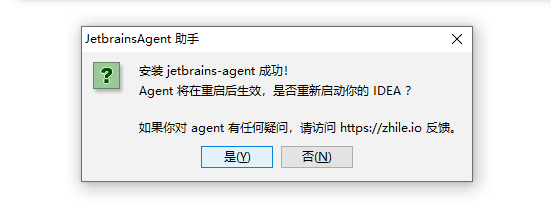 JetbrainsAgent 助手
安装 jetbrains-agent 成功!
Agent 将在重启后生效，是否重新启动你的 IDEA ?
如果你对 agent 有任何疑问，请访问 https://zhile.io 反馈。
是(Y)
否(N)